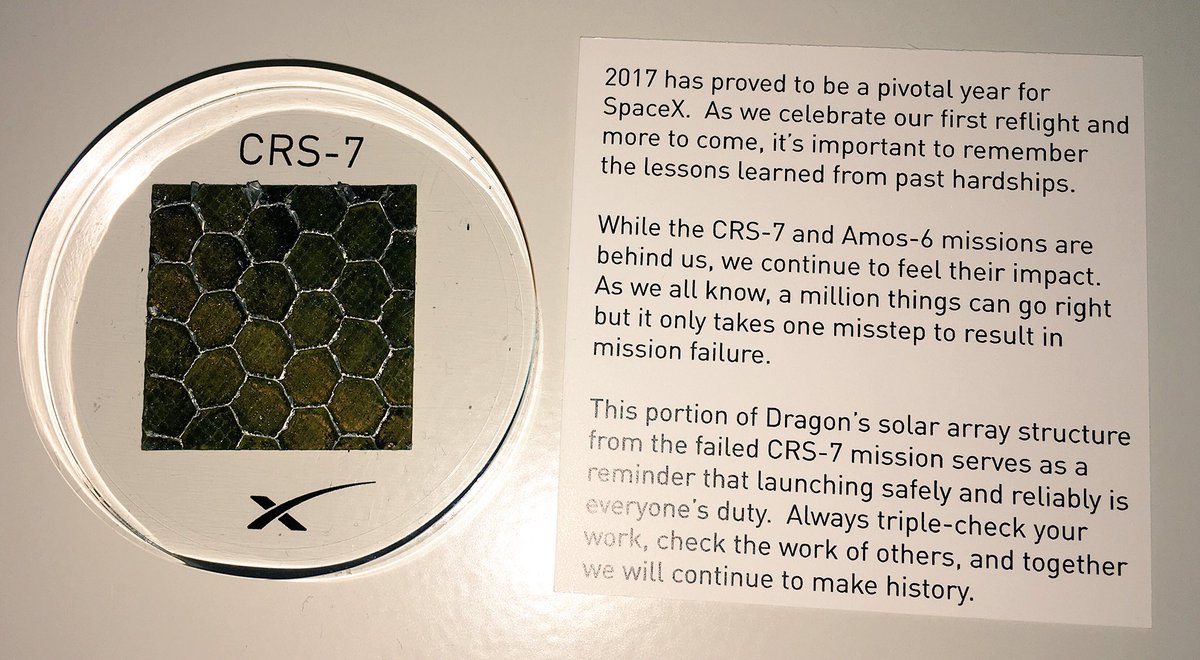 CRS-7
2017 has proved to be a pivotal year for
SpaceX.  As we celebrate our first reflight and
more to come, it's important to remember
the lessons learned from past hardships.
While the CRS-7 and Amos-6 missions are
behind us, we continue to feel their impact.
As we all know, a million things can go right
but it only takes one misstep to result in
mission failure.
This portion of Dragon's solar array structure
from the failed CRS-7 mission serves as a
reminder that launching safely and reliably is
everyone's duty.  Always triple-check your
work, check the work of others, and together
we will continue to make history.